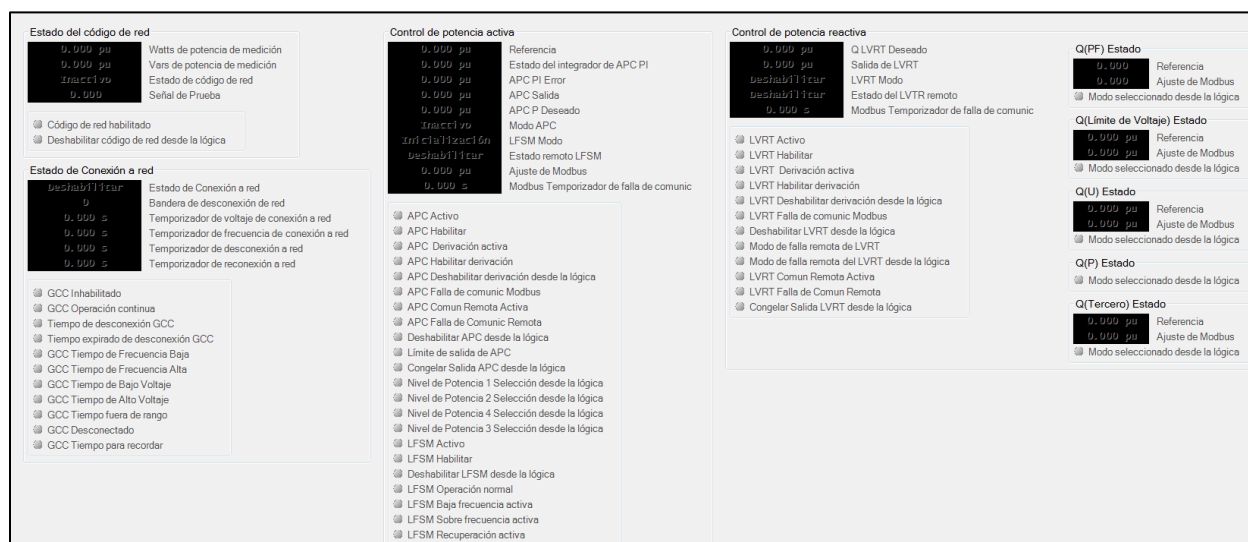 Estado del código de red
0.000 pu Watts de potencia de medición
0.000 pu Vars de potencia de medición
Inactivo Estado de código de red
0.000 Señal de Prueba
Código de red habilitado
Deshabilitar código de red desde la lógica
Estado de Conexión a red
Deshabilitar Estado de Conexión a red
0 Bandera de desconexión de red
0.000 s Temporizador de voltaje de conexión a red
0.000 s Temporizador de frecuencia de conexión a red
0.000 s Temporizador de desconexión a red
0.000 s Temporizador de reconexión a red
GCC Inhabilitado
GCC Operación continua
Tiempo de desconexión GCC
Tiempo expirado de desconexión GCC
GCC Tiempo de Frecuencia Baja
GCC Tiempo de Frecuencia Alta
GCC Tiempo de Bajo Voltaje
GCC Tiempo de Alto Voltaje
GCC Tiempo fuera de rango
GCC Desconectado
GCC Tiempo para recordar
Control de potencia activa
0.000 pu Referencia
0.000 pu Estado del integrador de APC PI
0.000 pu APC PI Error
0.000 pu APC Salida
0.000 pu APC P Deseado
Inactivo Modo APC
Inicialización LFSM Modo
Deshabilitar Estado remoto LFSM
0.000 pu Ajuste de Modbus
0.000 s Modbus Temporizador de falla de comunic
APC Activo
APC Habilitar
APC Derivación activa
APC Habilitar derivación
APC Deshabilitar derivación desde la lógica
APC Falla de comunic Modbus
APC Comun Remota Activa
APC Falla de Comunic Remota
Deshabilitar APC desde la lógica
Límite de salida de APC
Congelar Salida APC desde la lógica
Nivel de Potencia 1 Selección desde la lógica
Nivel de Potencia 2 Selección desde la lógica
Nivel de Potencia 4 Selección desde la lógica
Nivel de Potencia 3 Selección desde la lógica
LFSM Activo
LFSM Habilitar
Deshabilitar LFSM desde la lógica
LFSM Operación normal
LFSM Baja frecuencia activa
LFSM Sobre frecuencia activa
LFSM Recuperación activa
Control de potencia reactiva
0.000 pu Q LVRT Deseado
0.000 pu Salida de LVRT
Deshabilitar LVRT Modo
Deshabilitar Estado del LVTR remoto
0.000 s Modbus Temporizador de falla de comunic
LVRT Activo
LVRT Habilitar
LVRT Derivación activa
LVRT Habilitar derivación
LVRT Deshabilitar derivación desde la lógica
LVRT Falla de comunic Modbus
Deshabilitar LVRT desde la lógica
Modo de falla remota de LVRT
Modo de falla remota del LVRT desde la lógica
LVRT Comun Remota Activa
LVRT Falla de Comun Remota
Congelar Salida LVRT desde la lógica
Q(PF) Estado
0.000 Referencia
0.000 Ajuste de Modbus
Modo seleccionado desde la lógica
Q(Límite de Voltaje) Estado
0.000 pu Referencia
0.000 pu Ajuste de Modbus
Modo seleccionado desde la lógica
Q(U) Estado
0.000 pu Referencia
0.000 pu Ajuste de Modbus
Modo seleccionado desde la lógica
Q(P) Estado
Modo seleccionado desde la lógica
Q(Tercero) Estado
0.000 pu Referencia
0.000 pu Ajuste de Modbus
Modo seleccionado desde la lógica